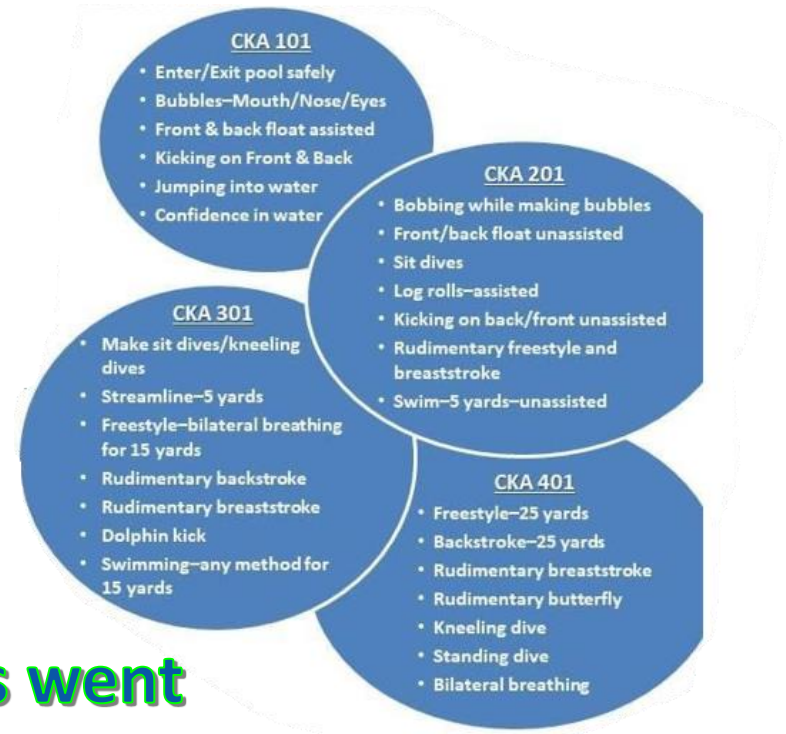 CKA 101
• Enter/Exit pool safely
• Bubbles–Mouth/Nose/Eyes
• Front & back float assisted
• Kicking on Front & Back
• Jumping into water
• Confidence in water
CKA 201
• Bobbing while making bubbles
• Front/back float unassisted
• Sit dives
• Log rolls–assisted
• Kicking on back/front unassisted
• Rudimentary freestyle and
breaststroke
• Swim–5 yards–unassisted
CKA 301
• Make sit dives/kneeling
dives
• Streamline–5 yards
• Freestyle–bilateral breathing
for 15 yards
• Rudimentary backstroke
• Rudimentary breaststroke
• Dolphin kick
• Swimming–any method for
15 yards
CKA 401
• Freestyle–25 yards
• Backstroke–25 yards
• Rudimentary breaststroke
• Rudimentary butterfly
• Kneeling dive
• Standing dive
• Bilateral breathing
s went